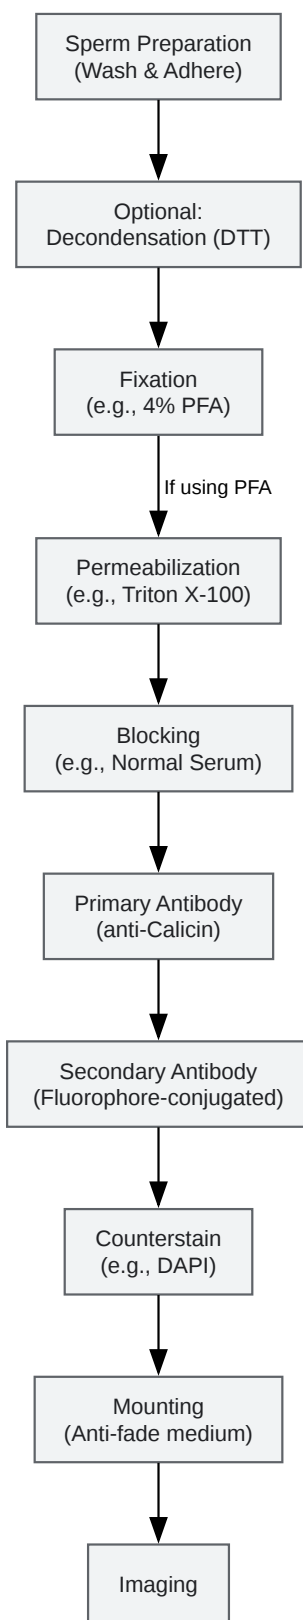 Sperm Preparation
(Wash & Adhere)
Optional:
Decondensation (DTT)
Fixation
(e.g., 4% PFA)
If using PFA
Permeabilization
(e.g., Triton X-100)
Blocking
(e.g., Normal Serum)
Primary Antibody
(anti-Calicin)
Secondary Antibody
(Fluorophore-conjugated)
Counterstain
(e.g., DAPI)
Mounting
(Anti-fade medium)
Imaging